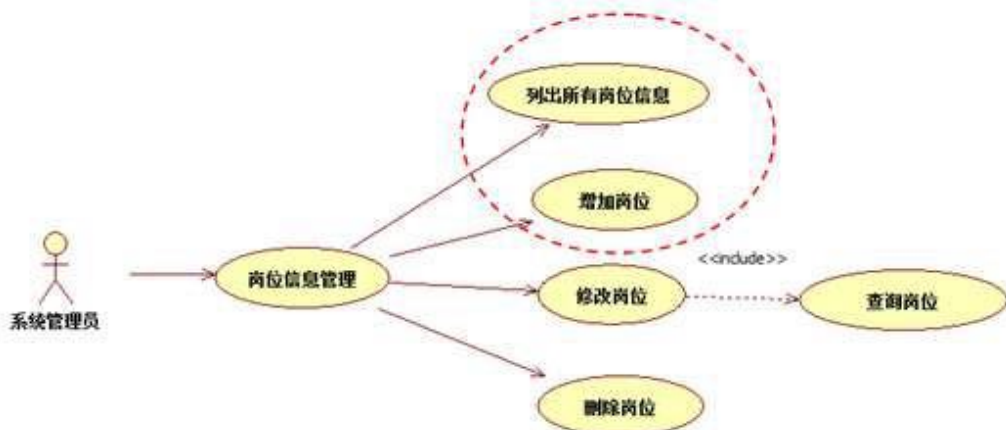 列出所有岗位信息
增加岗位
<<include>>
岗位信息管理
修改岗位
查询岗位
系统管理员
删除岗位